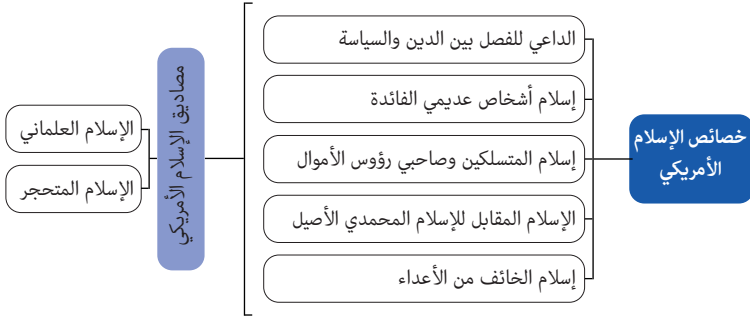 خصائص الإسلام
الأمريكي
الداعي للفصل بين الدين والسياسة
إسلام أشخاص عديمي الفائدة
إسلام المتسلكين وصاحبي رؤوس الأموال
الإسلام المقابل للإسلام المحمدي الأصيل
إسلام الخائف من الأعداء
مصاديق الإسلام الأمريكي
الإسلام العلماني
الإسلام المتحجر